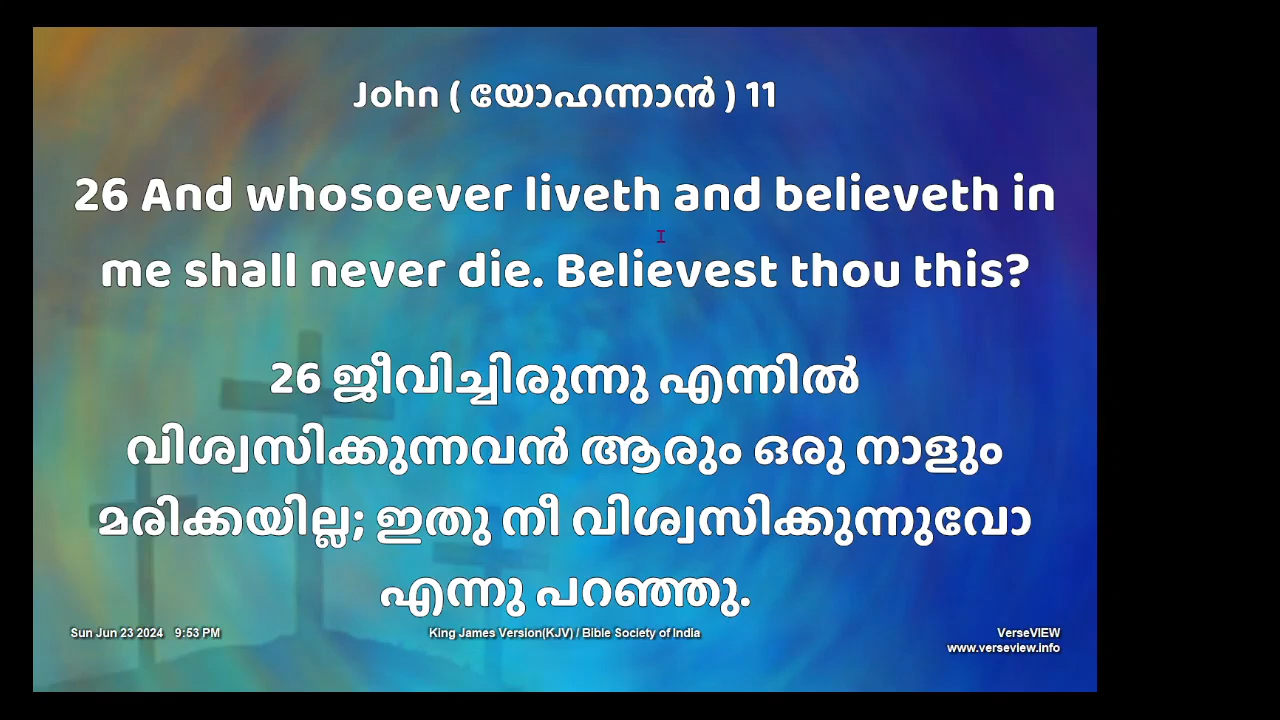 John ( യോഹന്നാൻ ) 11
26 And whosoever liveth and believeth in
me shall never die. Believest thou this?
26 ജീവിച്ചിരുന്നു എന്നിൽ
വിശ്വസിക്കുന്നവൻ ആരും ഒരു നാളും
മരിക്കയില്ല; ഇതു നീ വിശ്വസിക്കുന്നുവോ
എന്നു പറഞ്ഞു.
Sun Jun 23 2024 9:53 PM
King James Version(KJV) / Bible Society of India
VerseVIEW
www.verseview.info